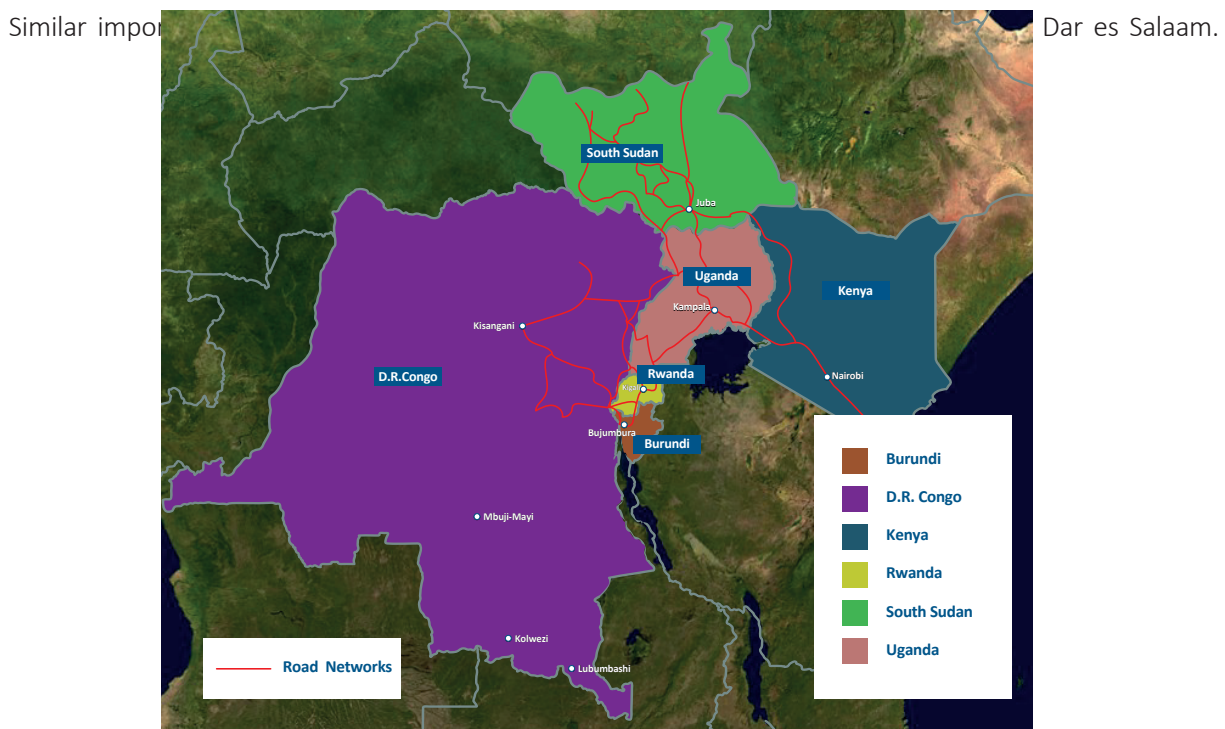 Similar Dar es Salaam.
South Sudan
Juba
Uganda
Kenya
Kampala
Kisangani
D.R.Congo
Rwanda
Nairobi
Bujumbura
Burundi
Mbuji-Mayi
Kolwezi
Lubumbashi
Road Networks
Burundi
D.R. Congo
Kenya
Rwanda
South Sudan
Uganda